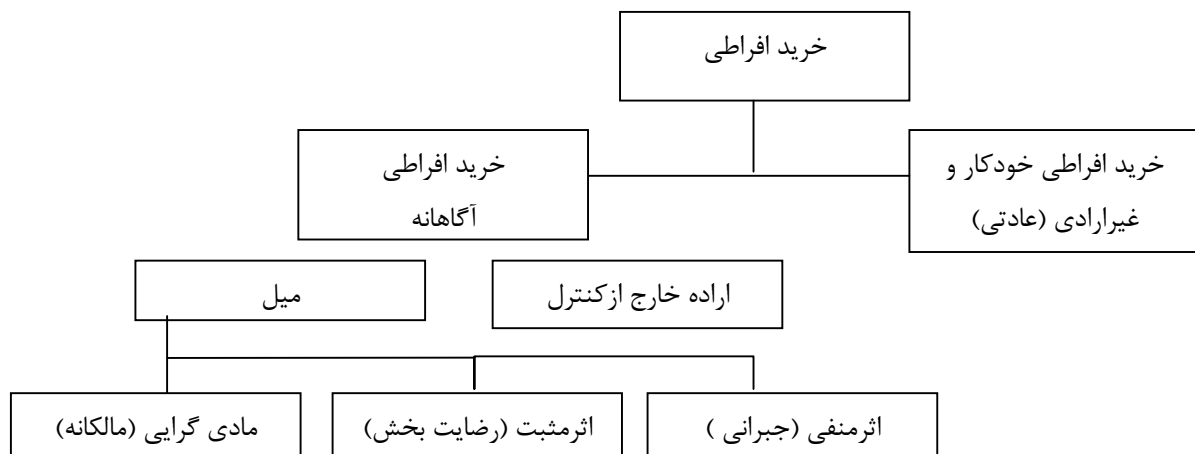 خرید افراطی
خرید افراطی خودکار و
غیرارادی (عادتی)
خرید افراطی
آگاهانه
اراده خارج ازکنترل
میل
اثرمنفی (جبرانی )
اثرمثبت (رضایت بخش)
مادی گرایی (مالکانه)